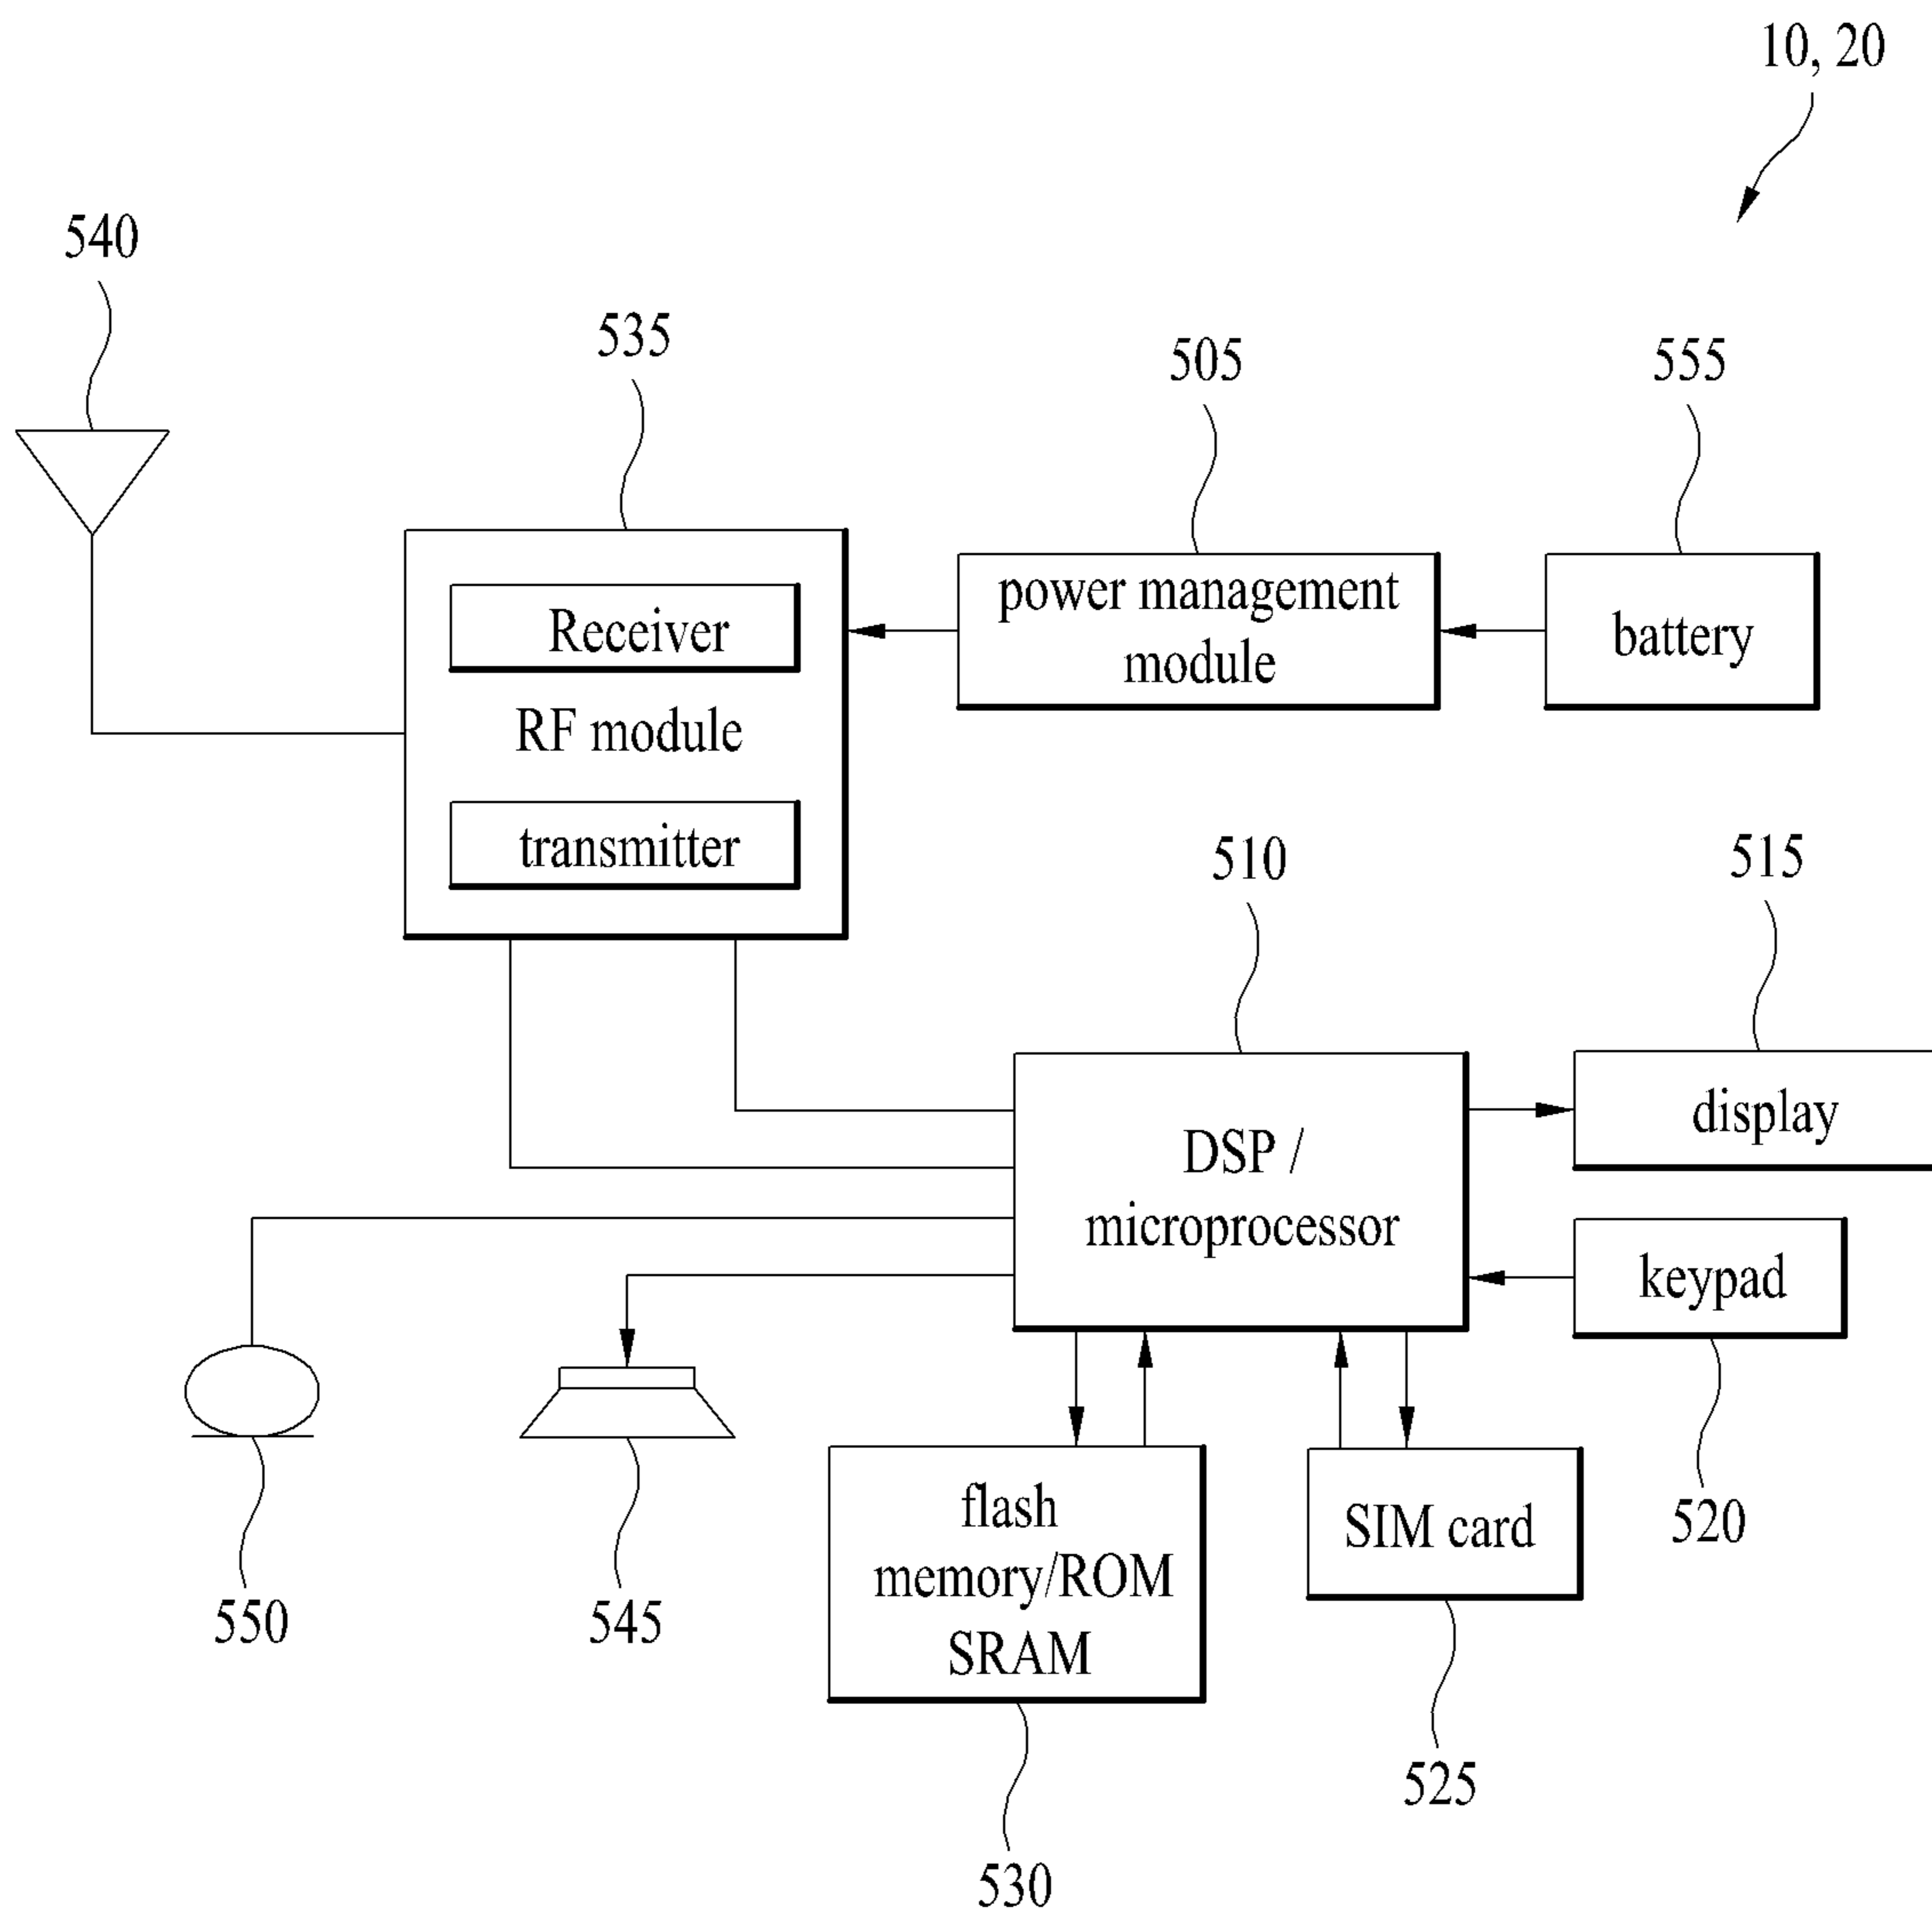 10, 20
540
535
505
555
Receiver
RF module
transmitter
power management
module
battery
510
515
DSP /
microprocessor
display
keypad
520
550
545
flash
memory/ROM
SRAM
SIM card
525
530